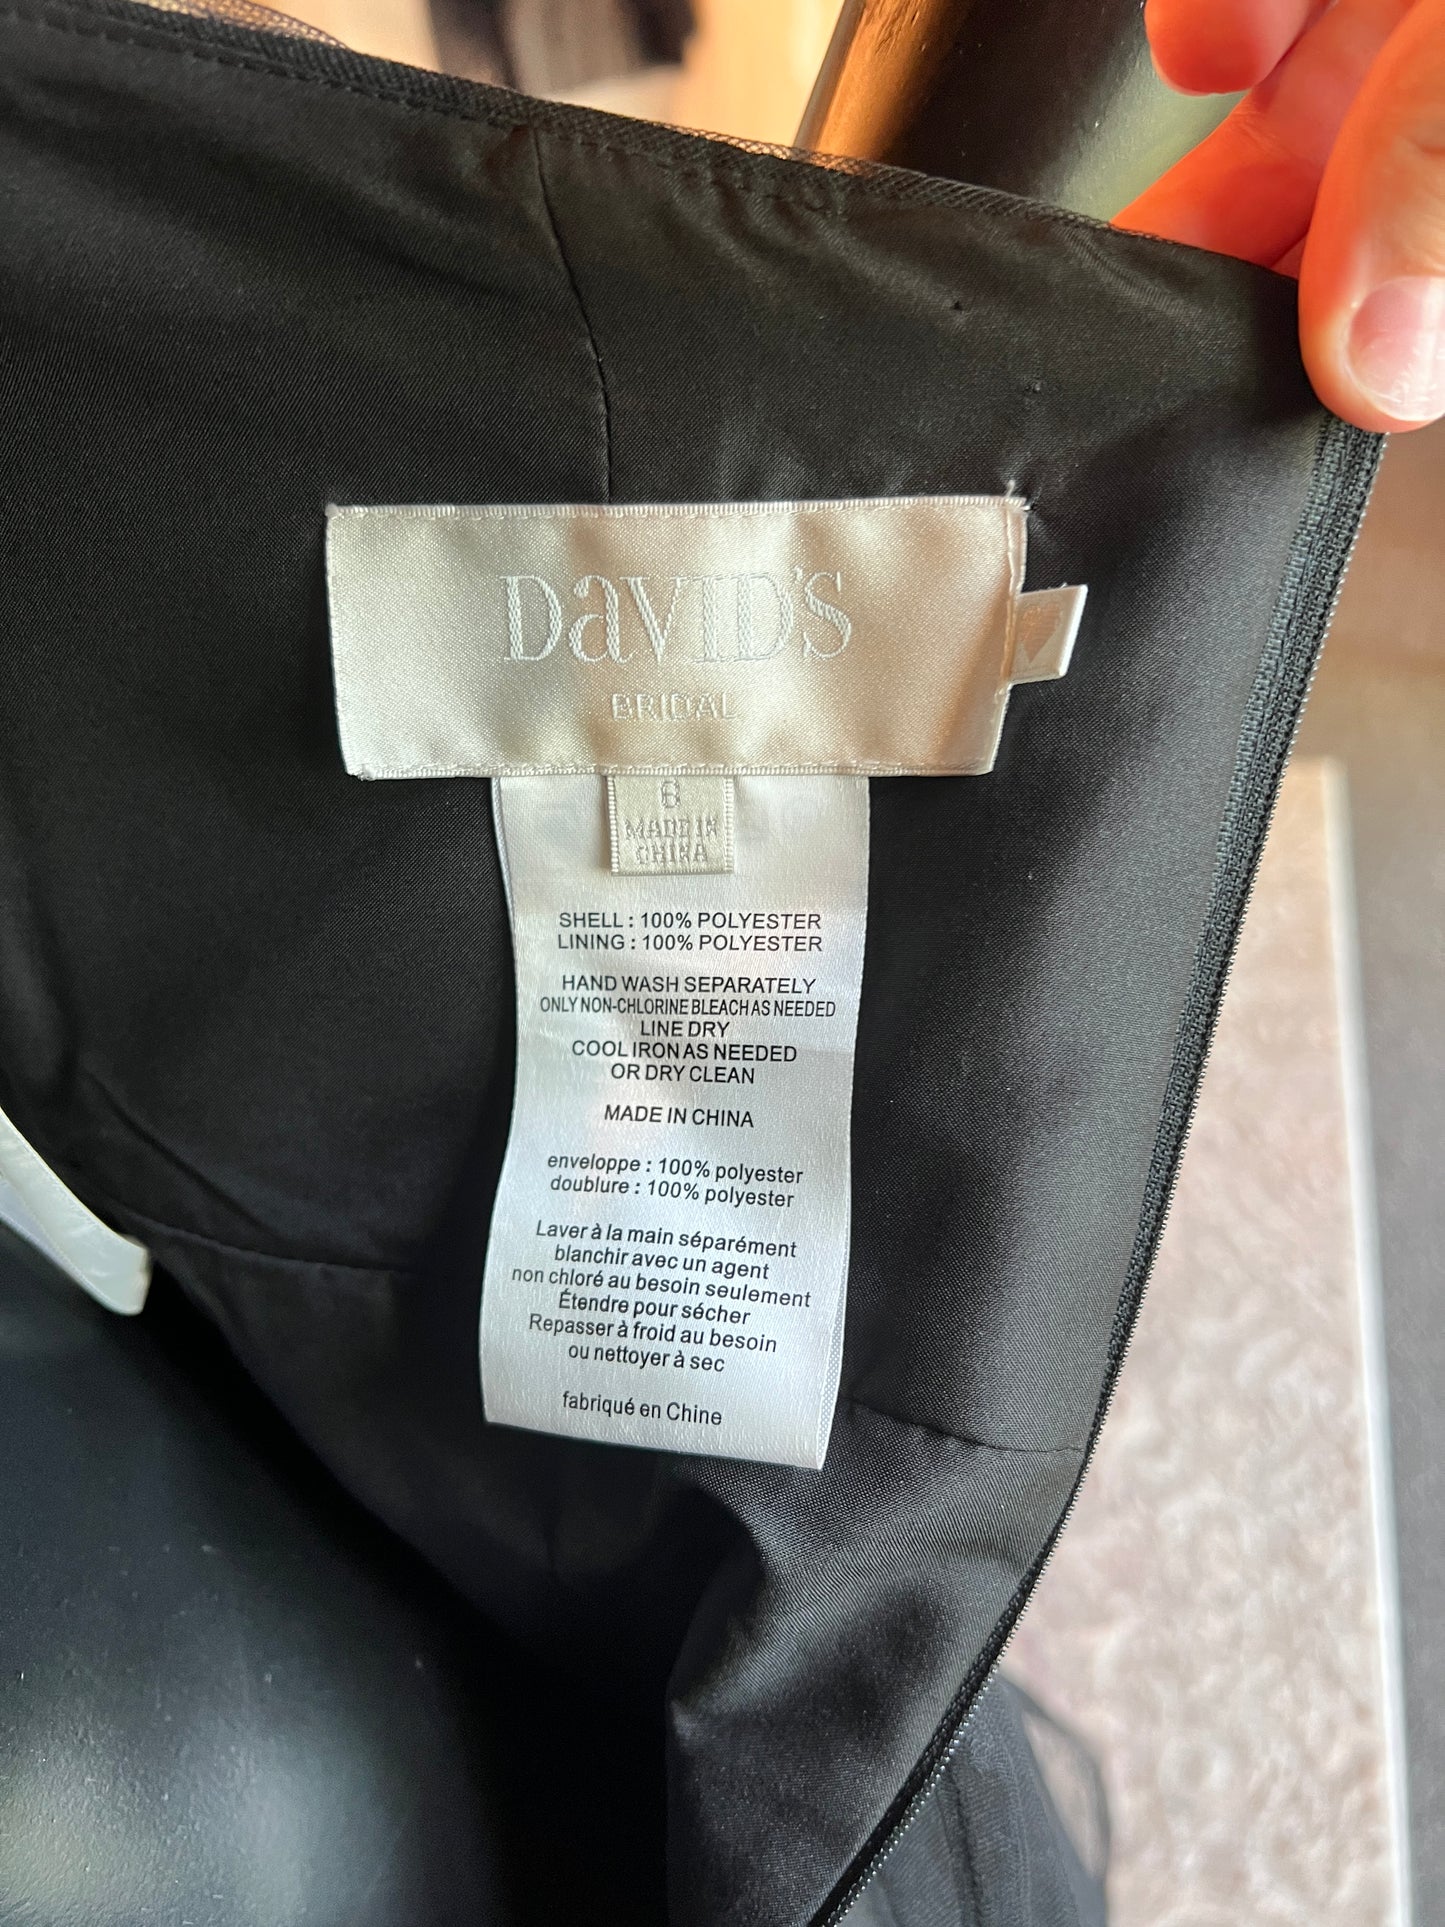 DaVID'S
BRIDAL
6
MADE IN
CHINA
SHELL : 100% POLYESTER
LINING : 100% POLYESTER
HAND WASH SEPARATELY
ONLY NON-CHLORINE BLEACH AS NEEDED
LINE DRY
COOL IRON AS NEEDED
OR DRY CLEAN
MADE IN CHINA
enveloppe : 100% polyester
doublure : 100% polyester
Laver à la main séparément
blanchir avec un agent
non chloré au besoin seulement
Étendre pour sécher
Repasser à froid au besoin
ou nettoyer à sec
fabriqué en Chine